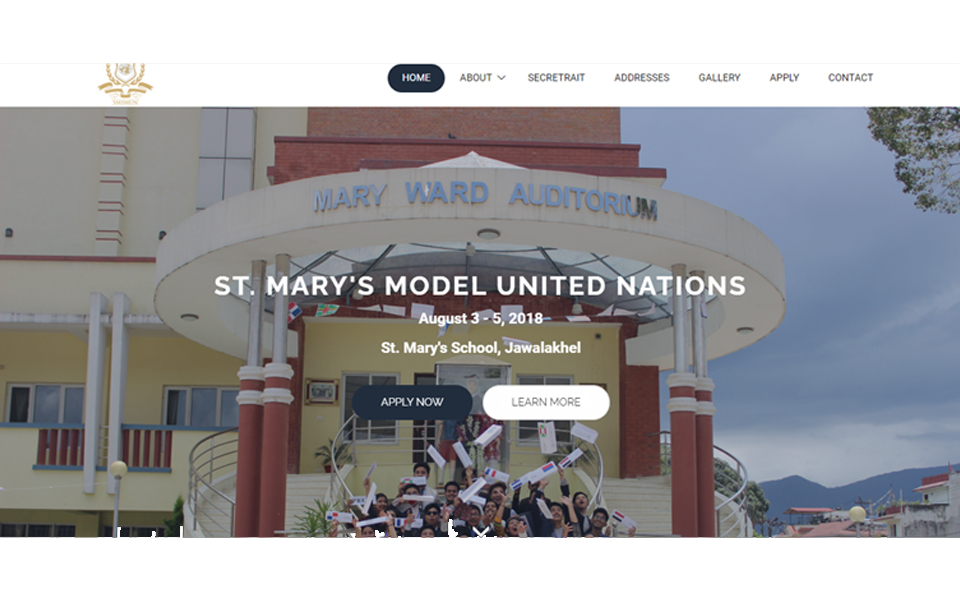 HOME ABOUT SECRETRAIT ADDRESSES GALLERY APPLY CONTACT
MARY WARD AUDITORIUM
ST. MARY'S MODEL UNITED NATIONS
August 3 - 5, 2018
St. Mary's School, Jawalakhel
APPLY NOW LEARN MORE